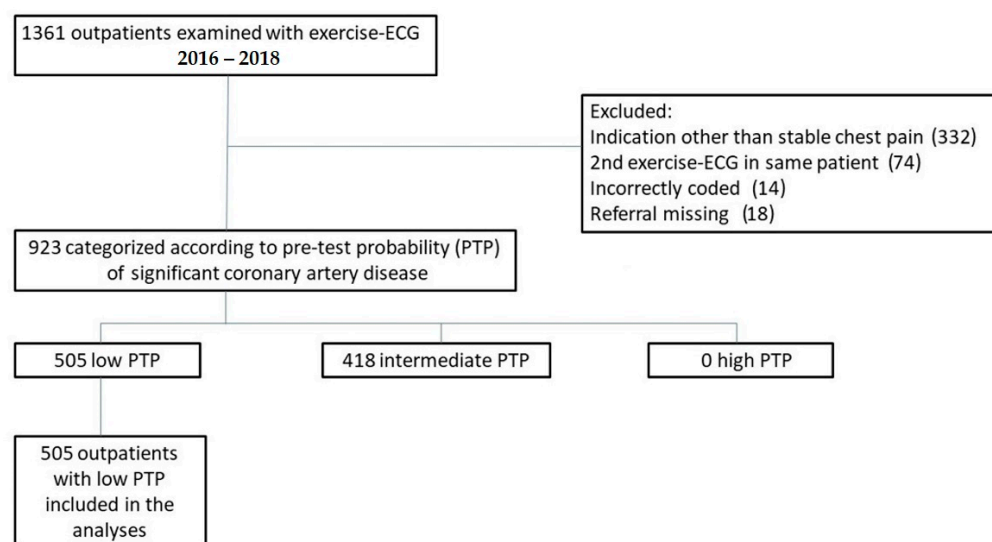 1361 outpatients examined with exercise-ECG
2016 – 2018
Excluded:
Indication other than stable chest pain (332)
2nd exercise-ECG in same patient (74)
Incorrectly coded (14)
Referral missing (18)
923 categorized according to pre-test probability (PTP)
of significant coronary artery disease
505 low PTP
418 intermediate PTP
0 high PTP
505 outpatients
with low PTP
included in the
analyses